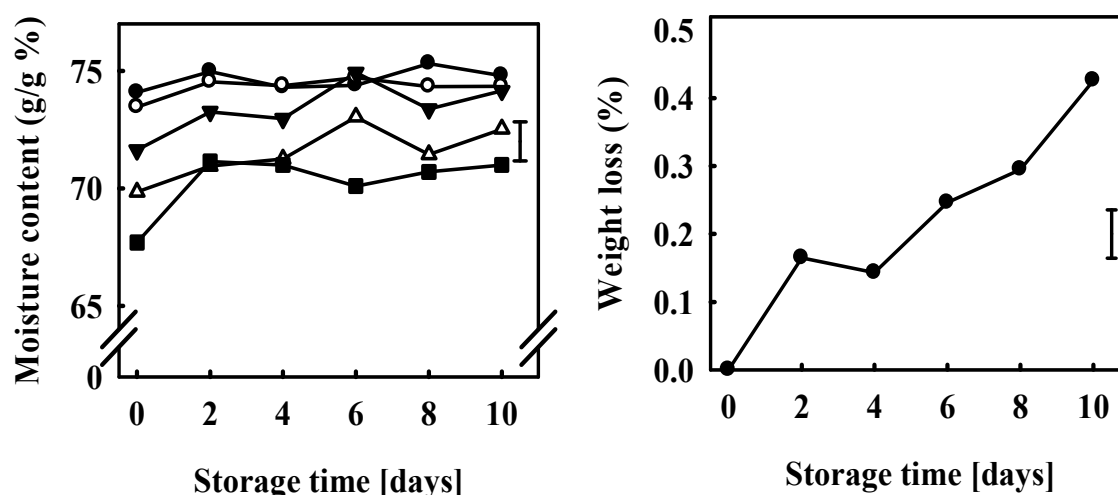 Moisture content (g/g %)
75
70
65
0
0 2 4 6 8 10
Storage time [days]
Weight loss (%)
0.5
0.4
0.3
0.2
0.1
0.0
0 2 4 6 8 10
Storage time [days]